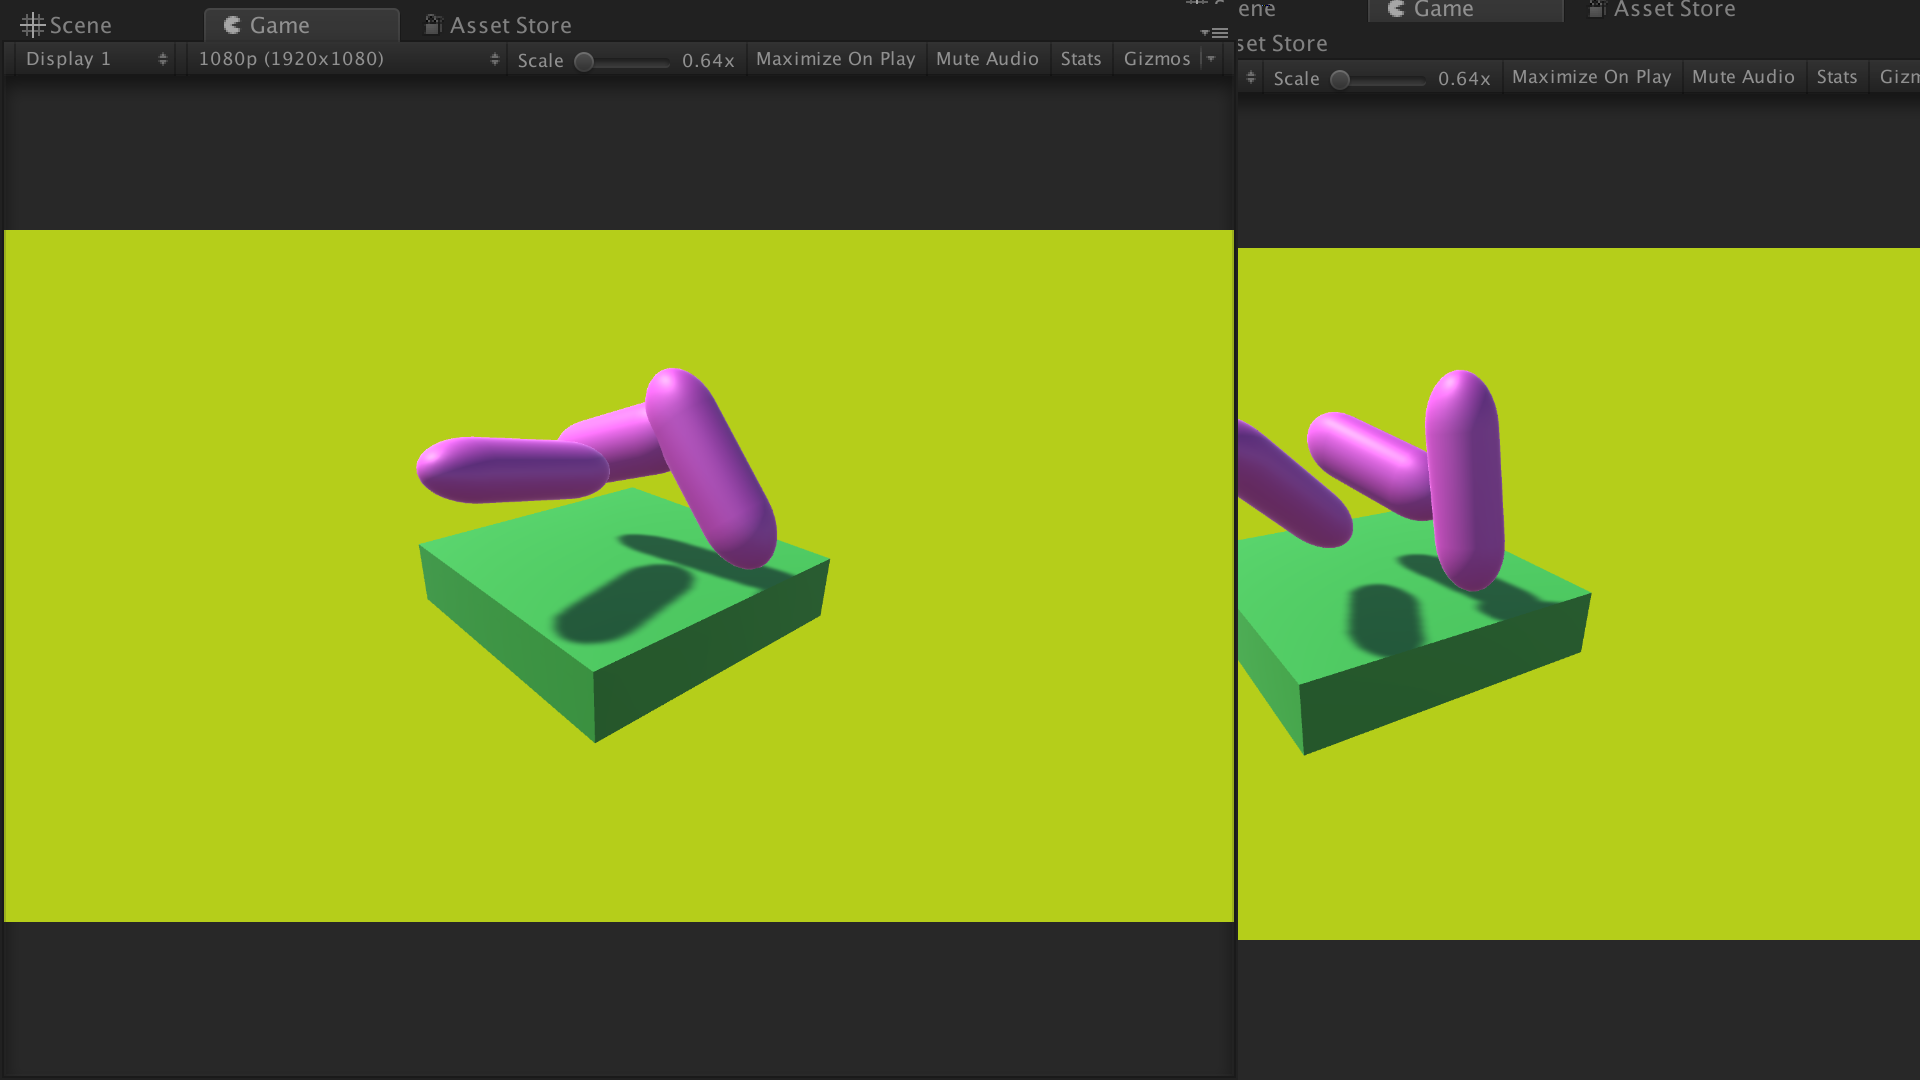 Scene Game Asset Store
Display 1 1080p (1920x1080) Scale 0.64x Maximize On Play Mute Audio Stats Gizmos
ene Game Asset Store
set Store
Scale 0.64x Maximize On Play Mute Audio Stats Gizm